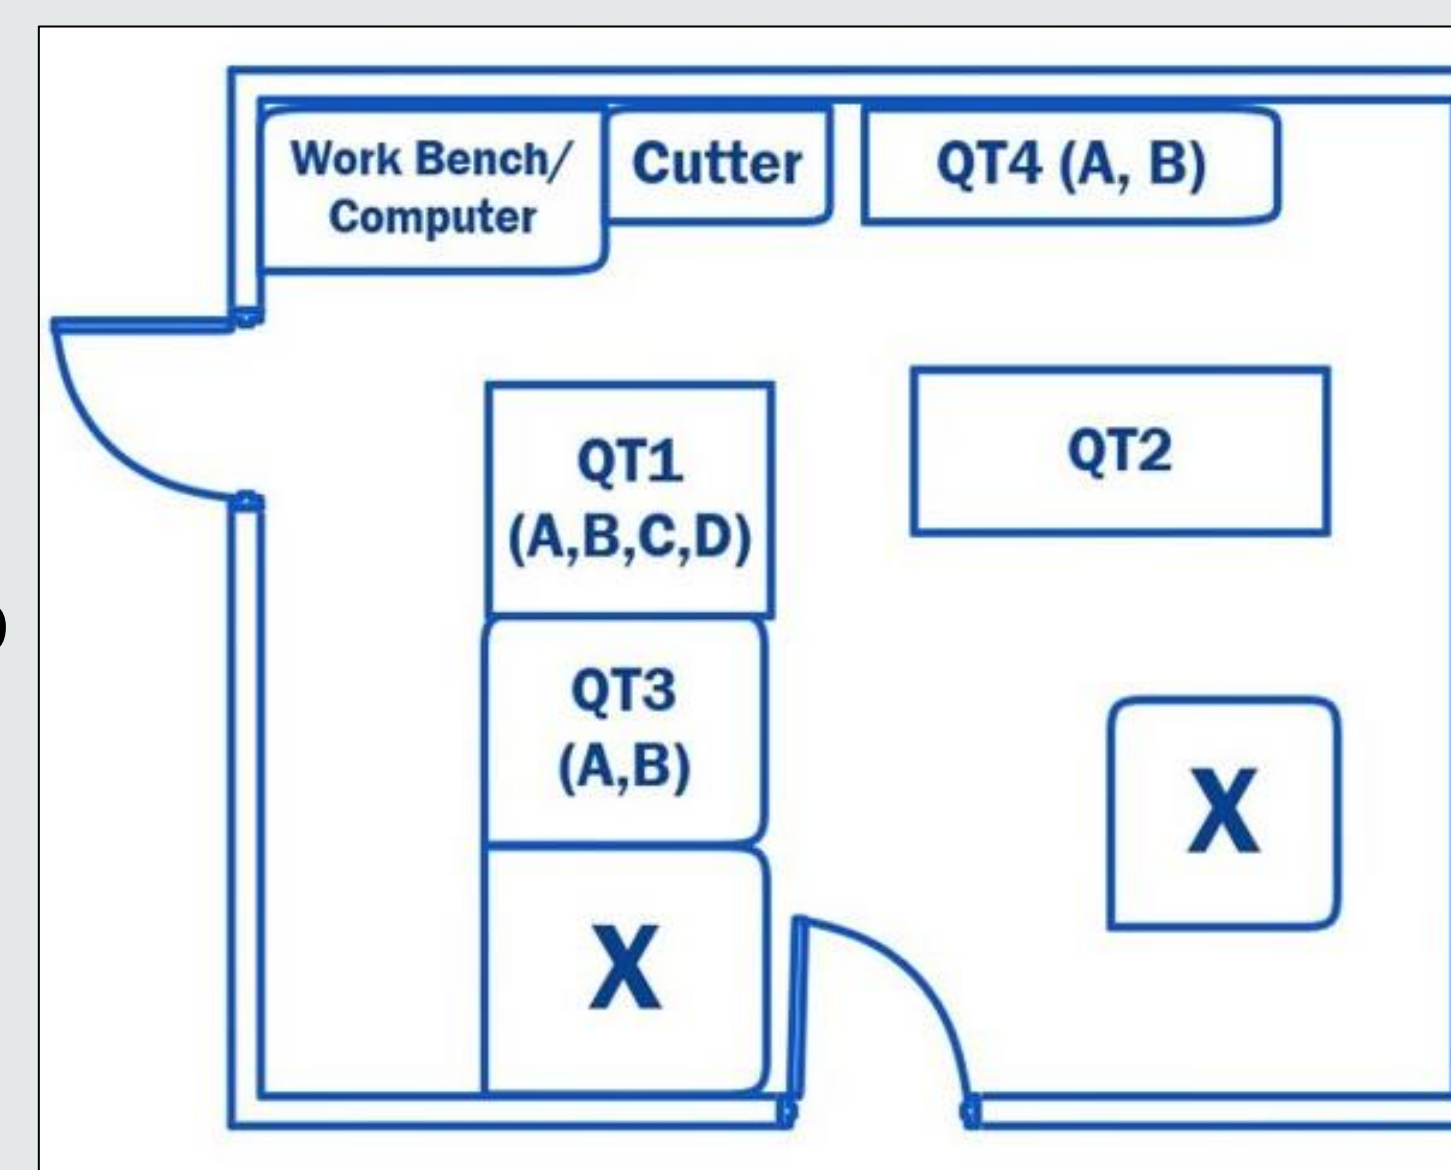 Work Bench/
Computer
Cutter
QT4 (A, B)
QT1
(A,B,C,D)
QT2
QT3
(A,B)
X
X